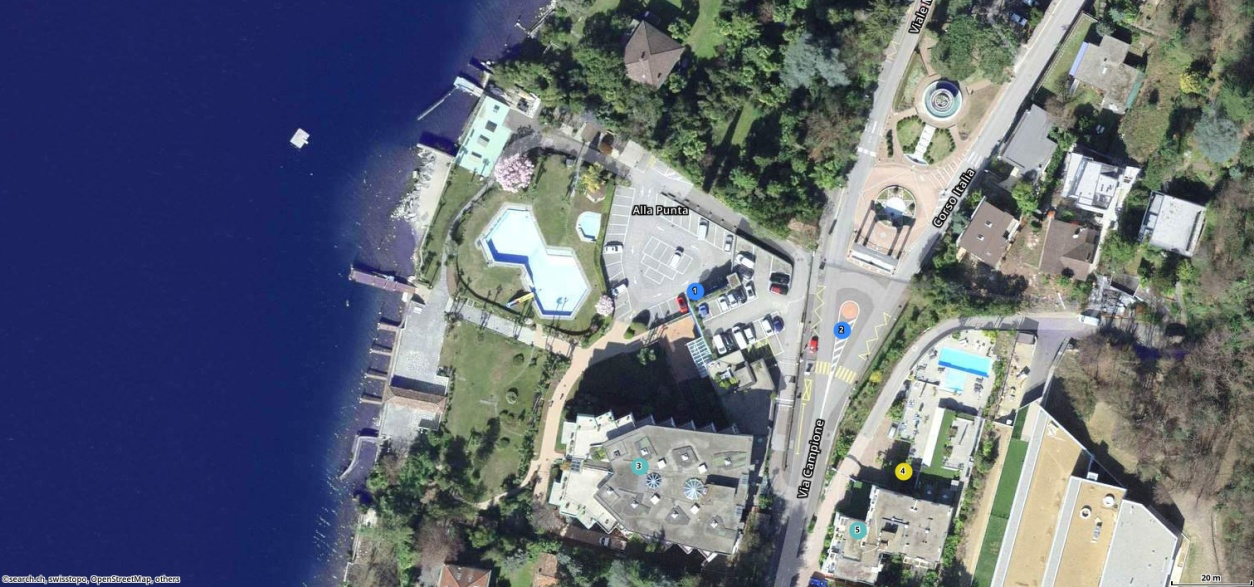 Viale
Alla Punta
Corso Italia
1
2
Via Campione
3
4
5
©search.ch, swisstopo, OpenStreetMap, others
20 m